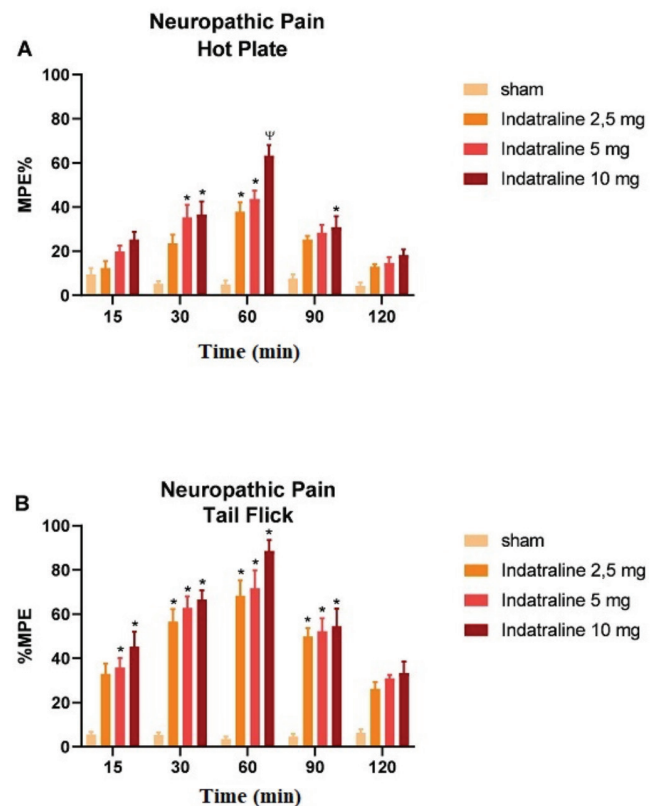 Neuropathic Pain
A
Hot Plate
100
80
60
40
20
0
MPE%
Ψ
* * * * *
15 30 60 90 120
Time (min)
sham
Indatraline 2,5 mg
Indatraline 5 mg
Indatraline 10 mg
B
Neuropathic Pain
Tail Flick
100
80
60
40
20
0
%MPE
* * * * * * * * * * *
15 30 60 90 120
Time (min)
sham
Indatraline 2,5 mg
Indatraline 5 mg
Indatraline 10 mg